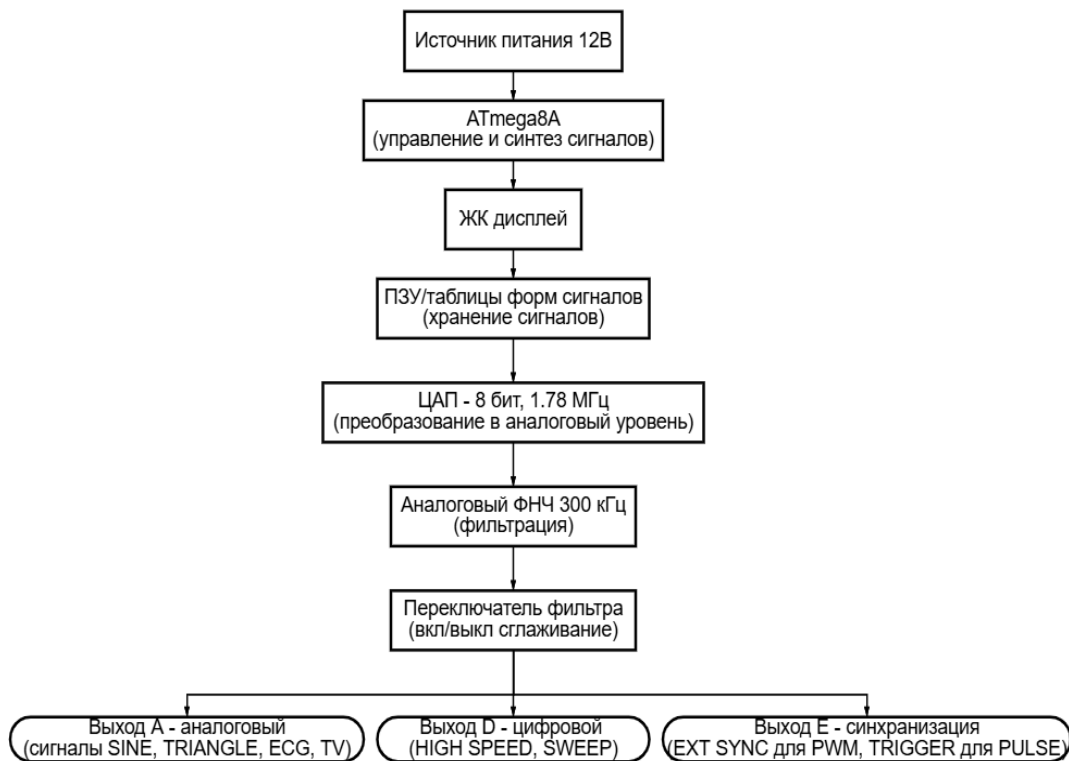 Источник питания 12В
ATmega8A
(управление и синтез сигналов)
ЖК дисплей
ПЗУ/таблицы форм сигналов
(хранение сигналов)
ЦАП - 8 бит, 1.78 МГц
(преобразование в аналоговый уровень)
Аналоговый ФНЧ 300 кГц
(фильтрация)
Переключатель фильтра
(вкл/выкл сглаживание)
Выход A - аналоговый
(сигналы SINE, TRIANGLE, ECG, TV)
Выход D - цифровой
(HIGH SPEED, SWEEP)
Выход E - синхранизация
(EXT SYNC для PWM, TRIGGER для PULSE)